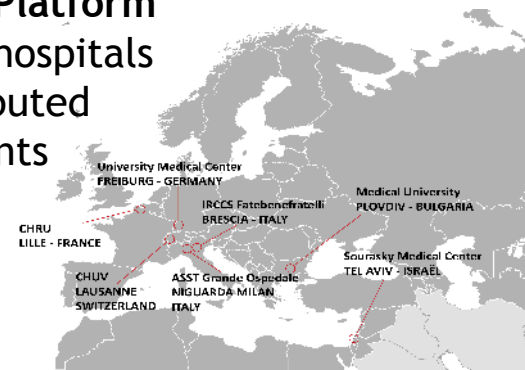 Platform
hospitals
outed
nts
University Medical Center
FREIBURG - GERMANY
IRCCS Fatebenefratelli
BRESCIA - ITALY
Medical University
PLOVDIV - BULGARIA
CHRU
LILLE - FRANCE
Sourasky Medical Center
TEL AVIV - ISRAËL
CHUV
LAUSANNE
SWITZERLAND
ASST Grande Ospedale
NIGUARDA MILAN
ITALY